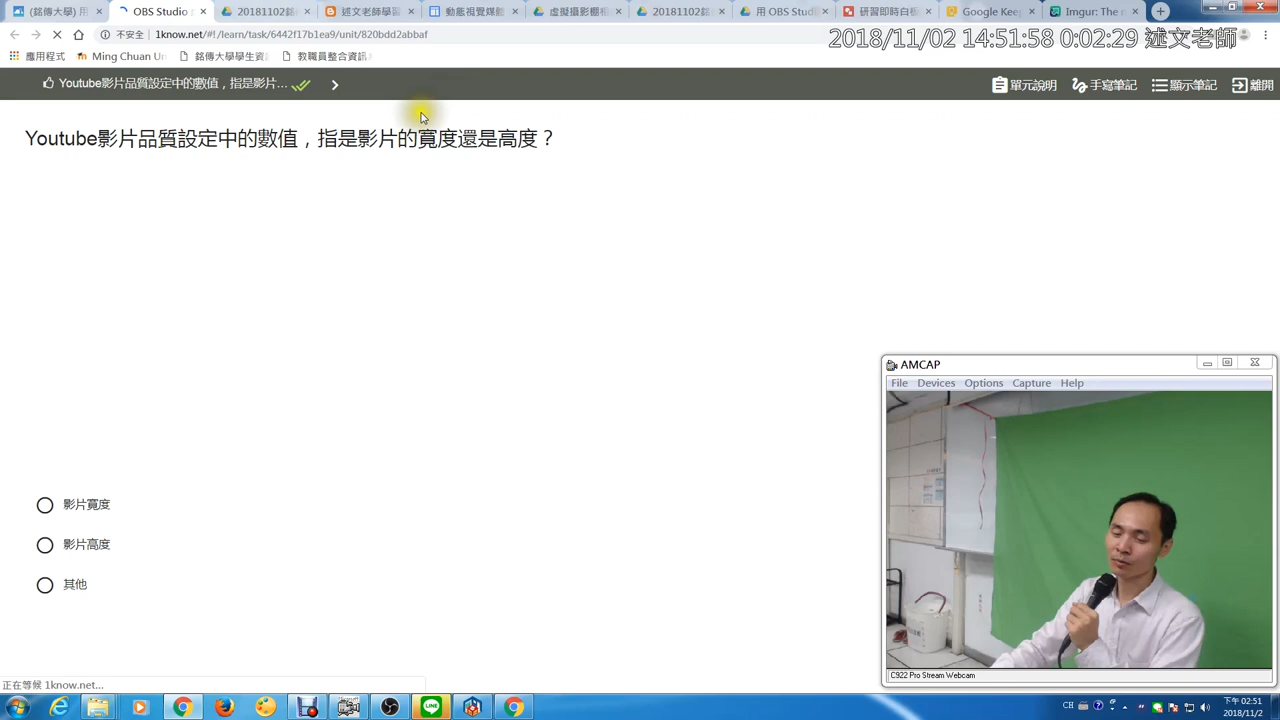 (銘傳大學) 用
OBS Studio
20181102銘
述文老師學習
動態視覺媒體
虛擬攝影棚
20181102銘
用 OBS Studi
研習即時白板
Google Keep
Imgur: The
不安全
1know.net/#!/learn/task/6442f17b1ea9/unit/820bdd2abbaf
2018/11/02 14:51:58 0:02:29 述文老師
應用程式
Ming Chuan Un
銘傳大學學生資
教職員整合資訊
Youtube影片品質設定中的數值，指是影片...
單元說明
手寫筆記
顯示筆記
離開
Youtube影片品質設定中的數值，指是影片的寬度還是高度？
影片寬度
影片高度
其他
AMCAP
File Devices Options Capture Help
C922 Pro Stream Webcam
正在等候 1know.net...
LINE
CH
下午 02:51
2018/11/2